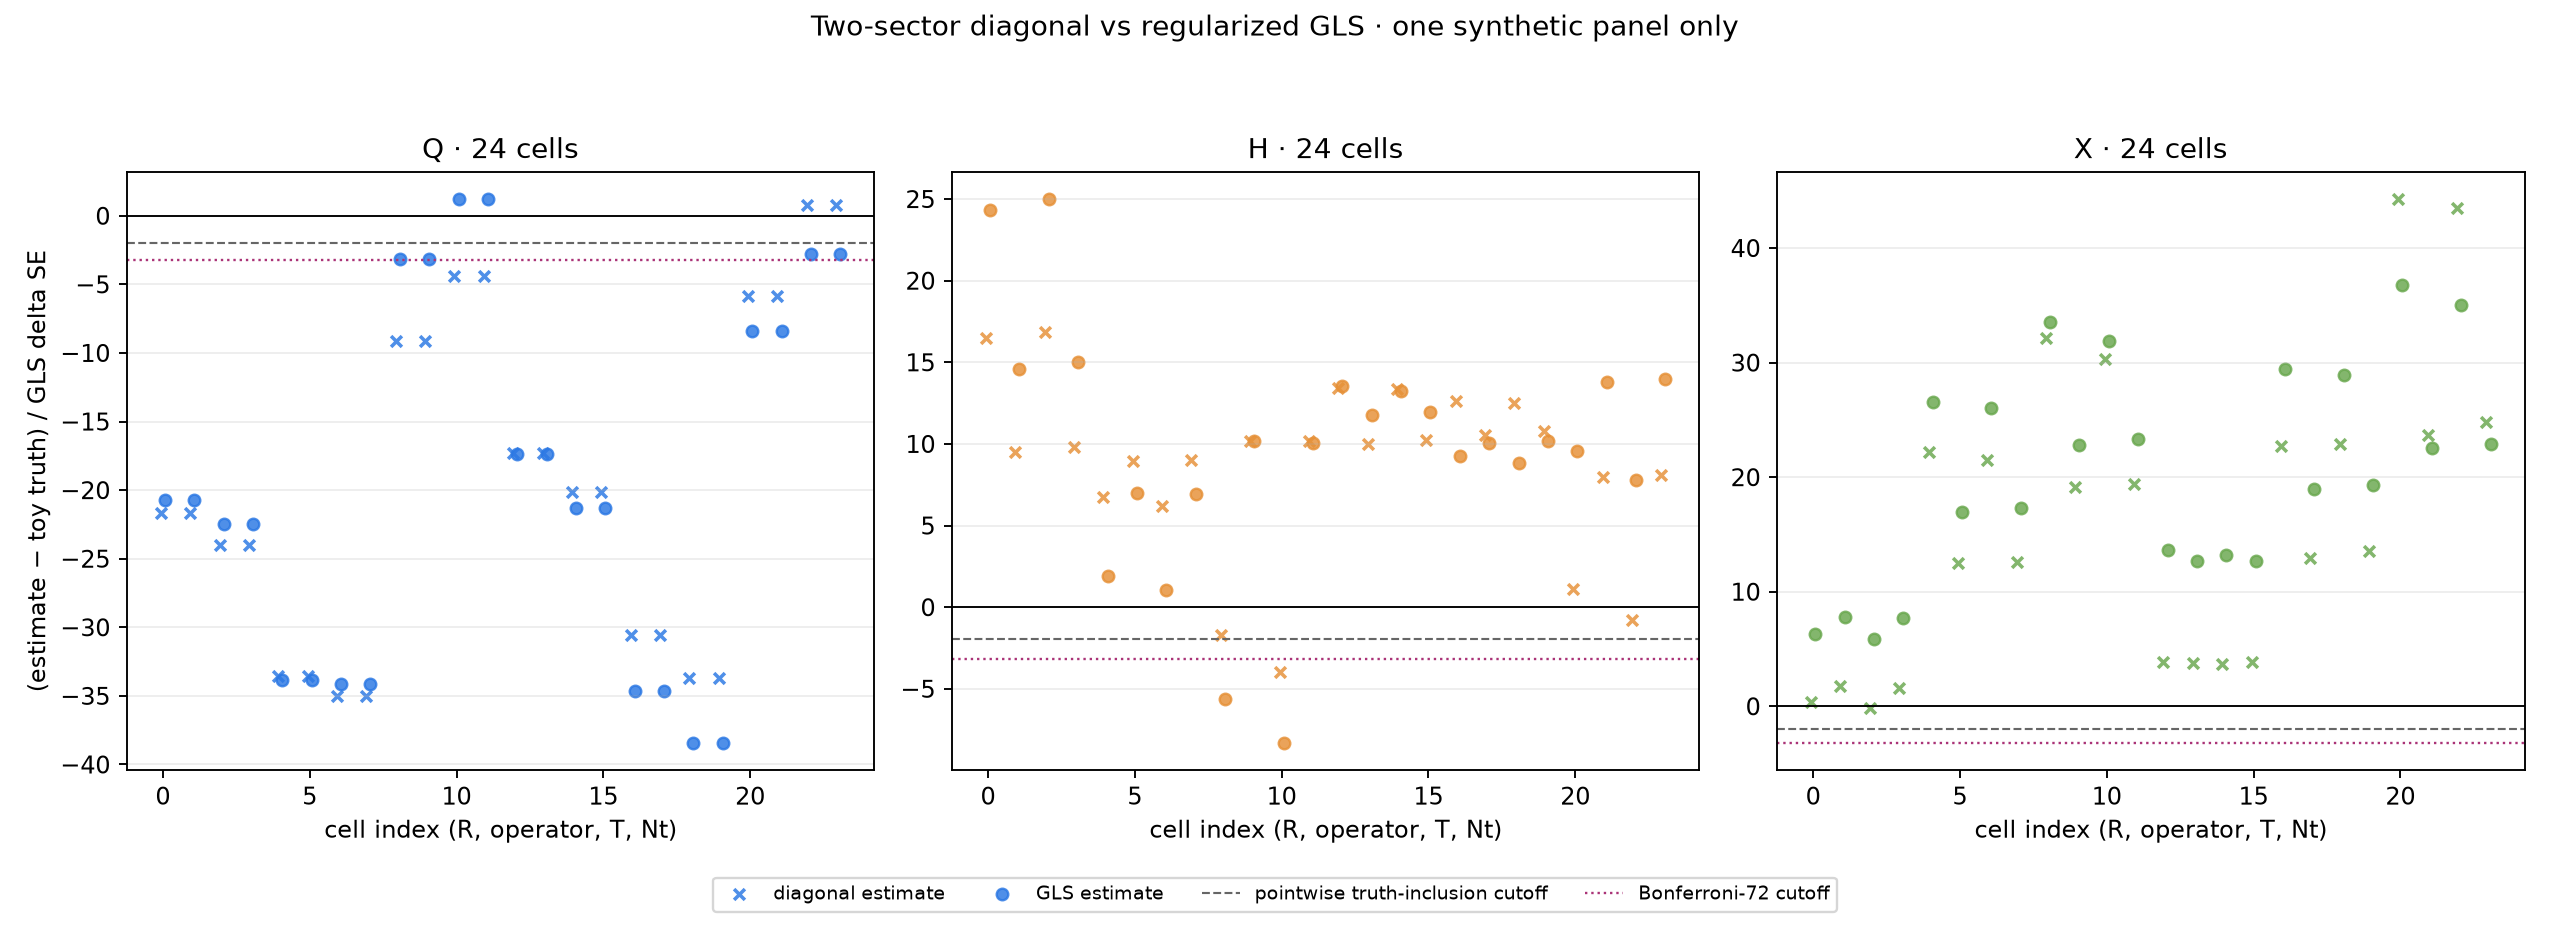 Two-sector diagonal vs regularized GLS · one synthetic panel only
Q · 24 cells
H · 24 cells
X · 24 cells
(estimate − toy truth) / GLS delta SE
0
−5
−10
−15
−20
−25
−30
−35
−40
0 5 10 15 20
cell index (R, operator, T, Nt)
25
20
15
10
5
0
−5
0 5 10 15 20
cell index (R, operator, T, Nt)
40
30
20
10
0
0 5 10 15 20
cell index (R, operator, T, Nt)
diagonal estimate GLS estimate pointwise truth-inclusion cutoff Bonferroni-72 cutoff